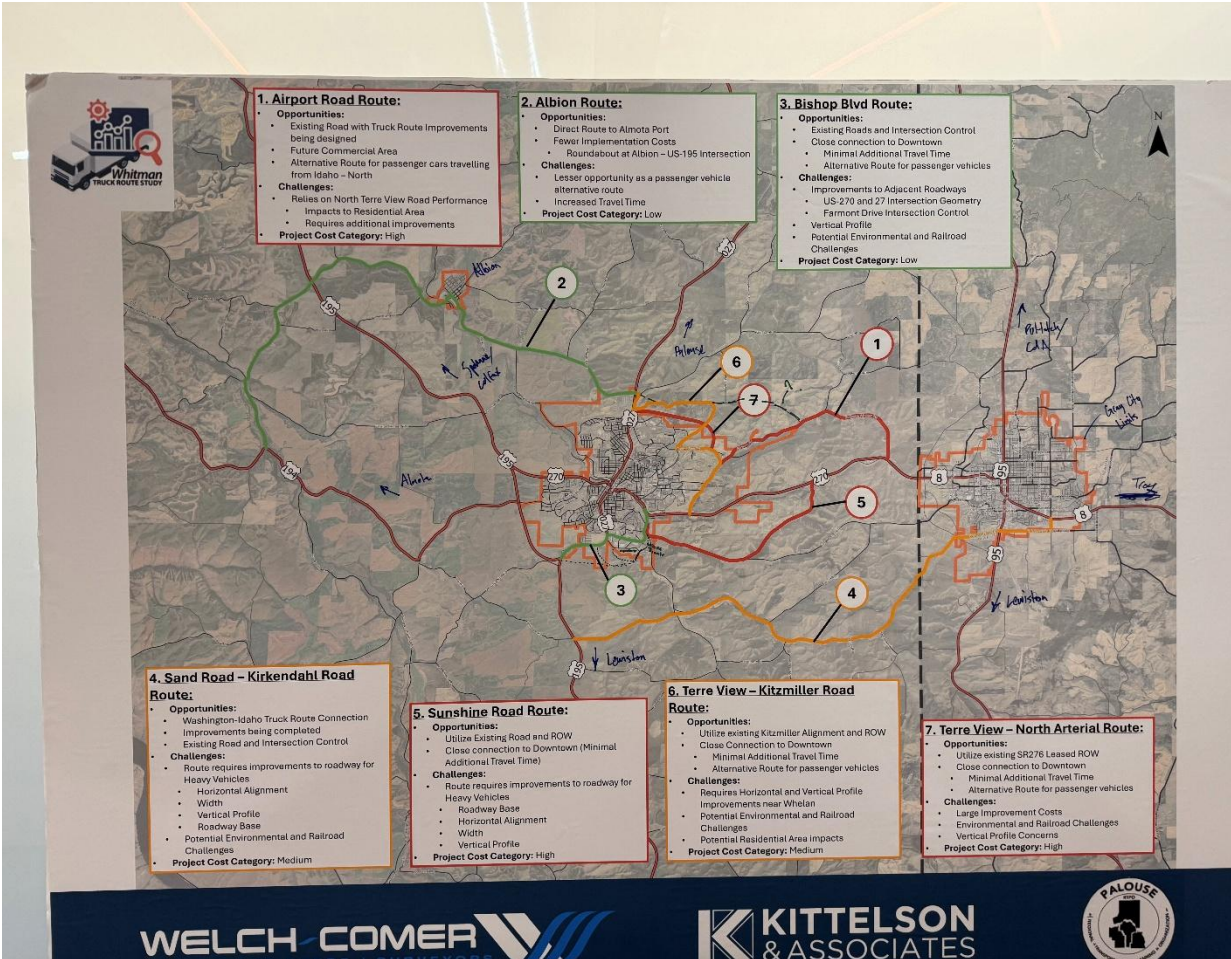 Whitman
TRUCK ROUTE STUDY
1. Airport Road Route:
• Opportunities:
• Existing Road with Truck Route Improvements
being designed
• Future Commercial Area
• Alternative Route for passenger cars travelling
from Idaho – North
• Challenges:
• Relies on North Terre View Road Performance
• Impacts to Residential Area
• Requires additional improvements
• Project Cost Category: High
2. Albion Route:
• Opportunities:
• Direct Route to Almota Port
• Fewer Implementation Costs
• Roundabout at Albion – US-195 Intersection
• Challenges:
• Lesser opportunity as a passenger vehicle
alternative route
• Increased Travel Time
• Project Cost Category: Low
3. Bishop Blvd Route:
• Opportunities:
• Existing Roads and Intersection Control
• Close connection to Downtown
• Minimal Additional Travel Time
• Alternative Route for passenger vehicles
• Challenges:
• Improvements to Adjacent Roadways
• US-270 and 27 Intersection Geometry
• Farmont Drive Intersection Control
• Vertical Profile
• Potential Environmental and Railroad
Challenges
• Project Cost Category: Low
N
027
Albion
2
195
Potlatch/
CdA
Palouse
1
Spokane/
Colfax
6
?
7
Gray City
Limits
027
195
270
194
Almota
270
8
95
Troy
8
5
27
95
3
4
Lewiston
Lewiston
195
4. Sand Road – Kirkendahl Road
Route:
• Opportunities:
• Washington-Idaho Truck Route Connection
• Improvements being completed
• Existing Road and Intersection Control
• Challenges:
• Route requires improvements to roadway for
Heavy Vehicles
• Horizontal Alignment
• Width
• Vertical Profile
• Roadway Base
• Potential Environmental and Railroad
Challenges
• Project Cost Category: Medium
5. Sunshine Road Route:
• Opportunities:
• Utilize Existing Road and ROW
• Close connection to Downtown (Minimal
Additional Travel Time)
• Challenges:
• Route requires improvements to roadway for
Heavy Vehicles
• Roadway Base
• Horizontal Alignment
• Width
• Vertical Profile
• Project Cost Category: High
6. Terre View – Kitzmiller Road
Route:
• Opportunities:
• Utilize existing Kitzmiller Alignment and ROW
• Close Connection to Downtown
• Minimal Additional Travel Time
• Alternative Route for passenger vehicles
• Challenges:
• Requires Horizontal and Vertical Profile
Improvements near Whelan
• Potential Environmental and Railroad
Challenges
• Potential Residential Area impacts
• Project Cost Category: Medium
7. Terre View – North Arterial Route:
• Opportunities:
• Utilize existing SR276 Leased ROW
• Close connection to Downtown
• Minimal Additional Travel Time
• Alternative Route for passenger vehicles
• Challenges:
• Large Improvement Costs
• Environmental and Railroad Challenges
• Vertical Profile Concerns
• Project Cost Category: High
WELCH-COMER
KITTELSON
& ASSOCIATES
PALOUSE